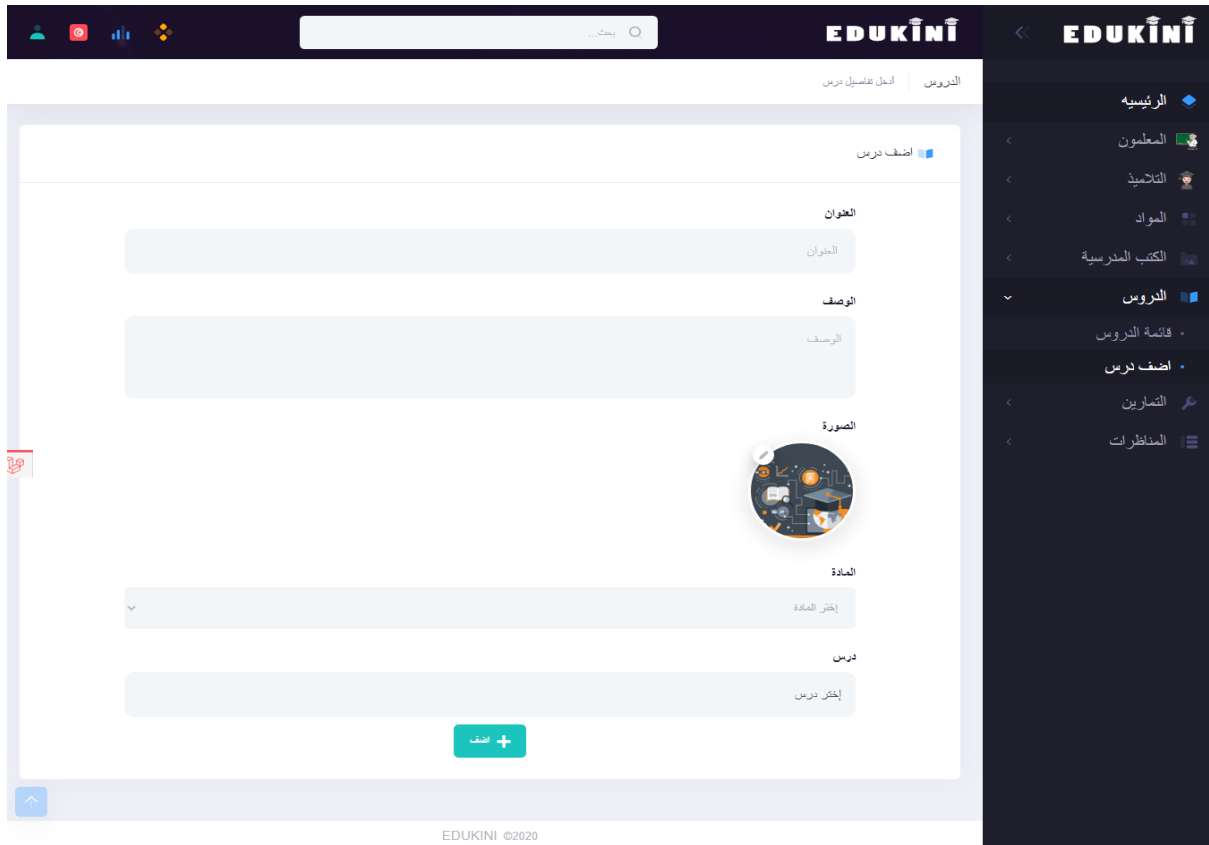 EDUKINI
EDUKINI
بحث...
الدروس
أدخل تفاصيل درس
الرئيسيه
المعلمون
التلاميذ
المواد
الكتب المدرسية
الدروس
قائمة الدروس
اضف درس
التمارين
المناظرات
اضف درس
العنوان
العنوان
الوصف
الوصف
الصورة
المادة
إختر المادة
درس
إختر درس
اضف
EDUKINI ©2020